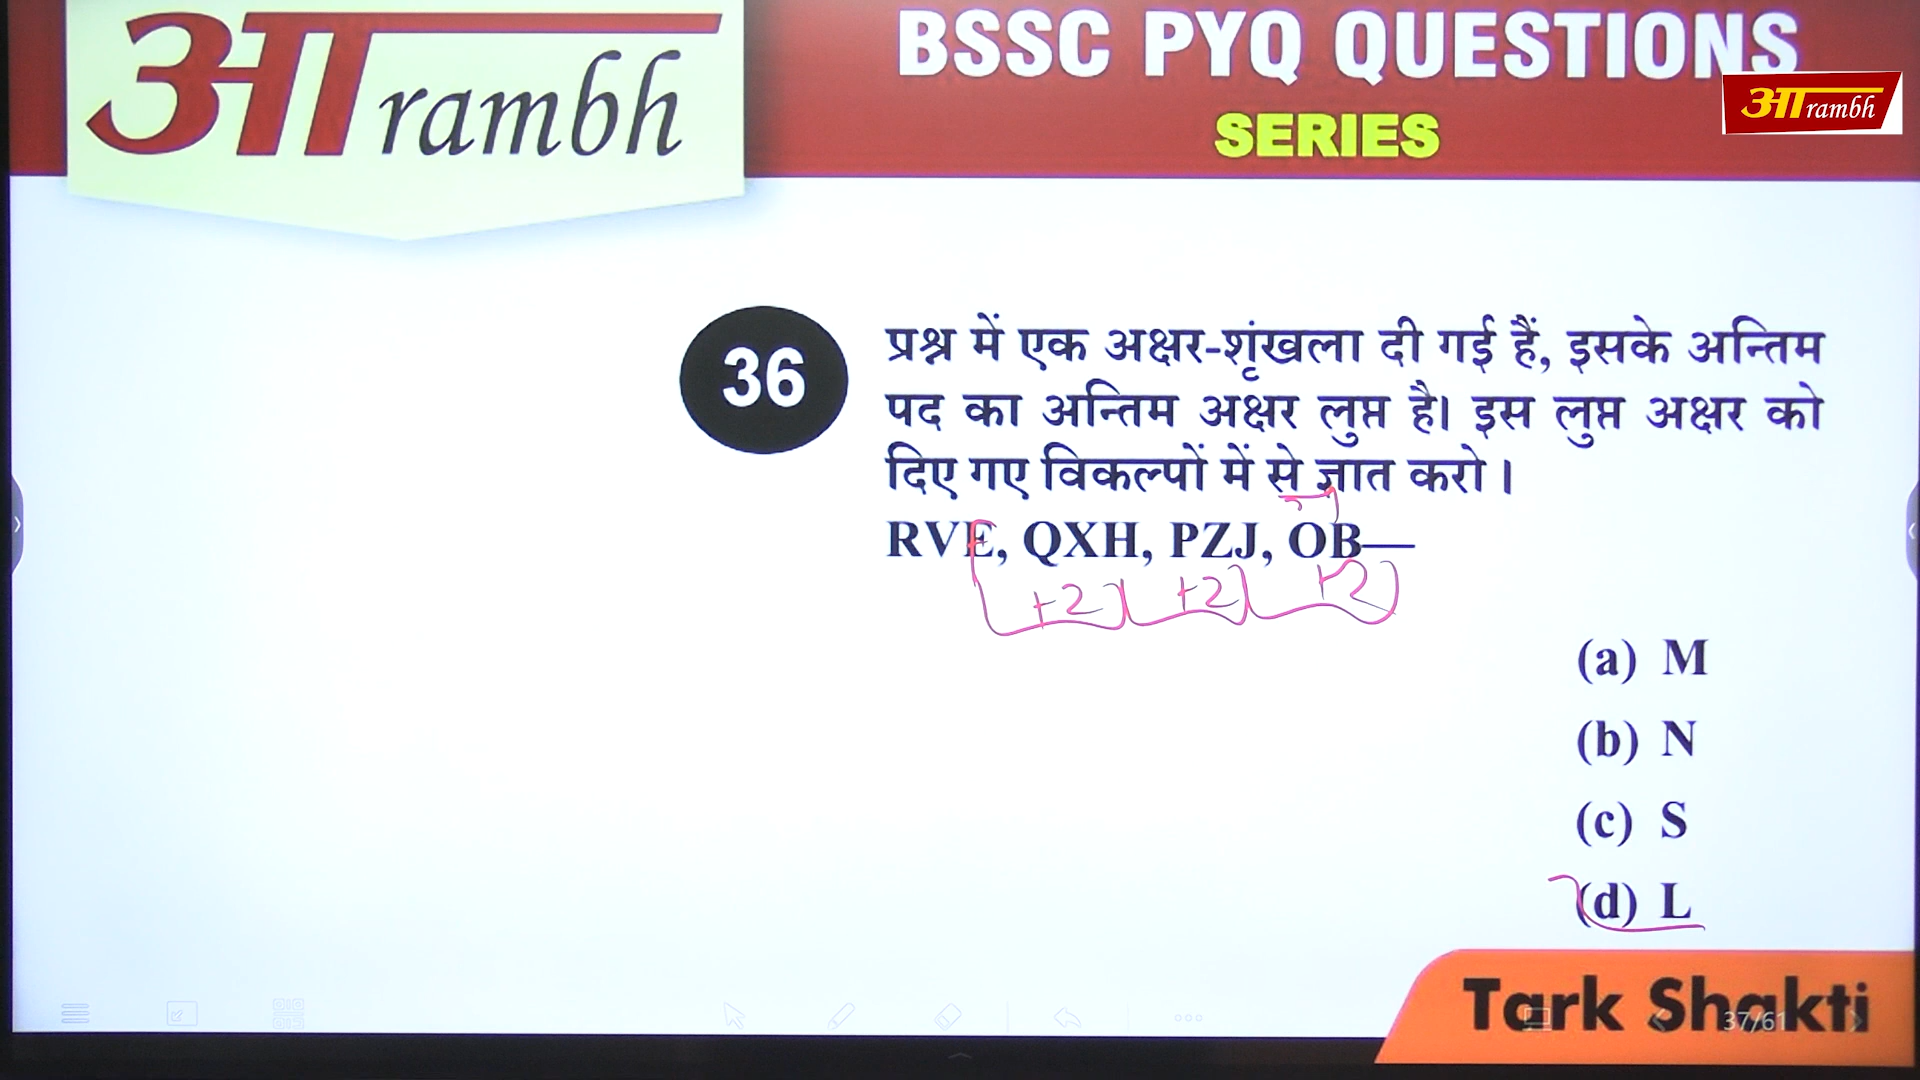 आrambh
BSSC PYQ QUESTIONS
SERIES
आrambh
36
प्रश्न में एक अक्षर-शृंखला दी गई हैं, इसके अन्तिम
पद का अन्तिम अक्षर लुप्त है। इस लुप्त अक्षर को
दिए गए विकल्पों में से ज्ञात करो।
RVE, QXH, PZJ, OB—
+2 +2 +2
(a) M
(b) N
(c) S
(d) L
Tark Shakti
37/61